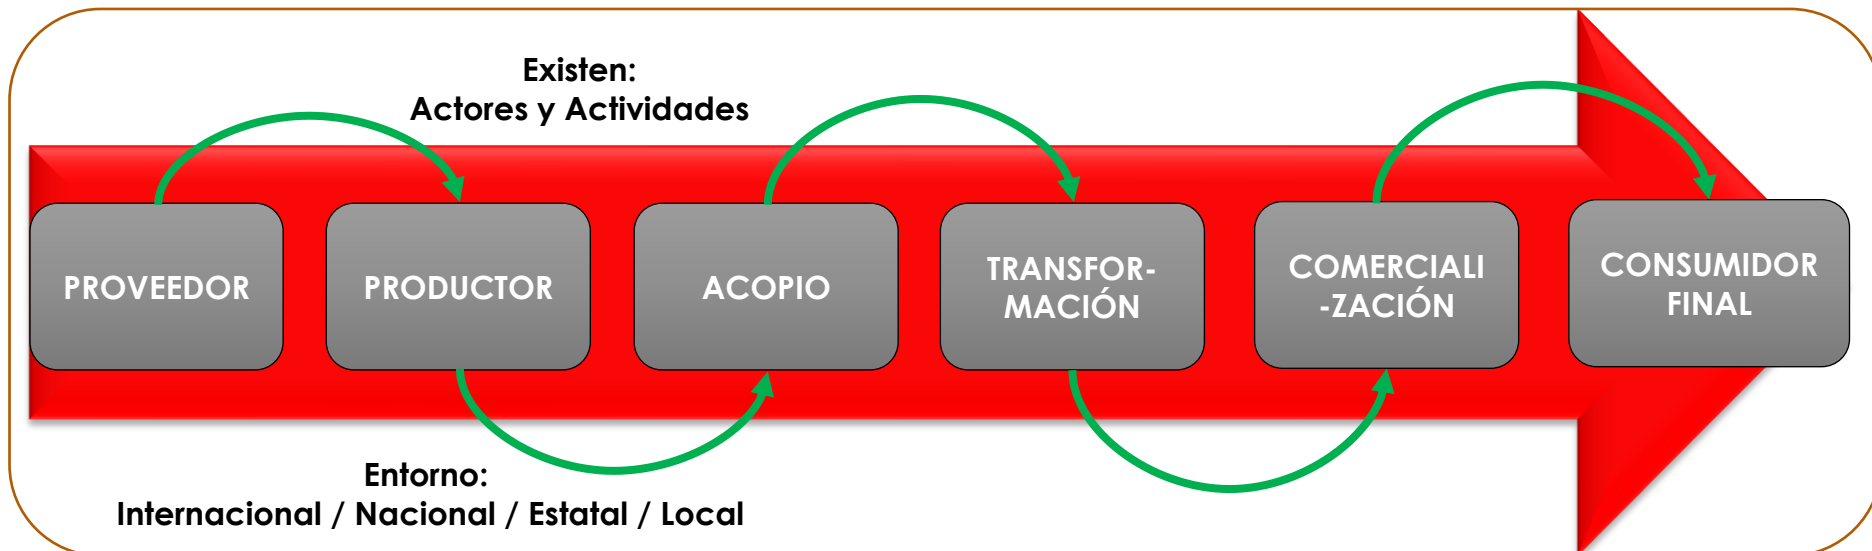 Existen:
Actores y Actividades
PROVEEDOR
PRODUCTOR
ACOPIO
TRANSFOR-
MACIÓN
COMERCIALI
-ZACIÓN
CONSUMIDOR
FINAL
Entorno:
Internacional / Nacional / Estatal / Local